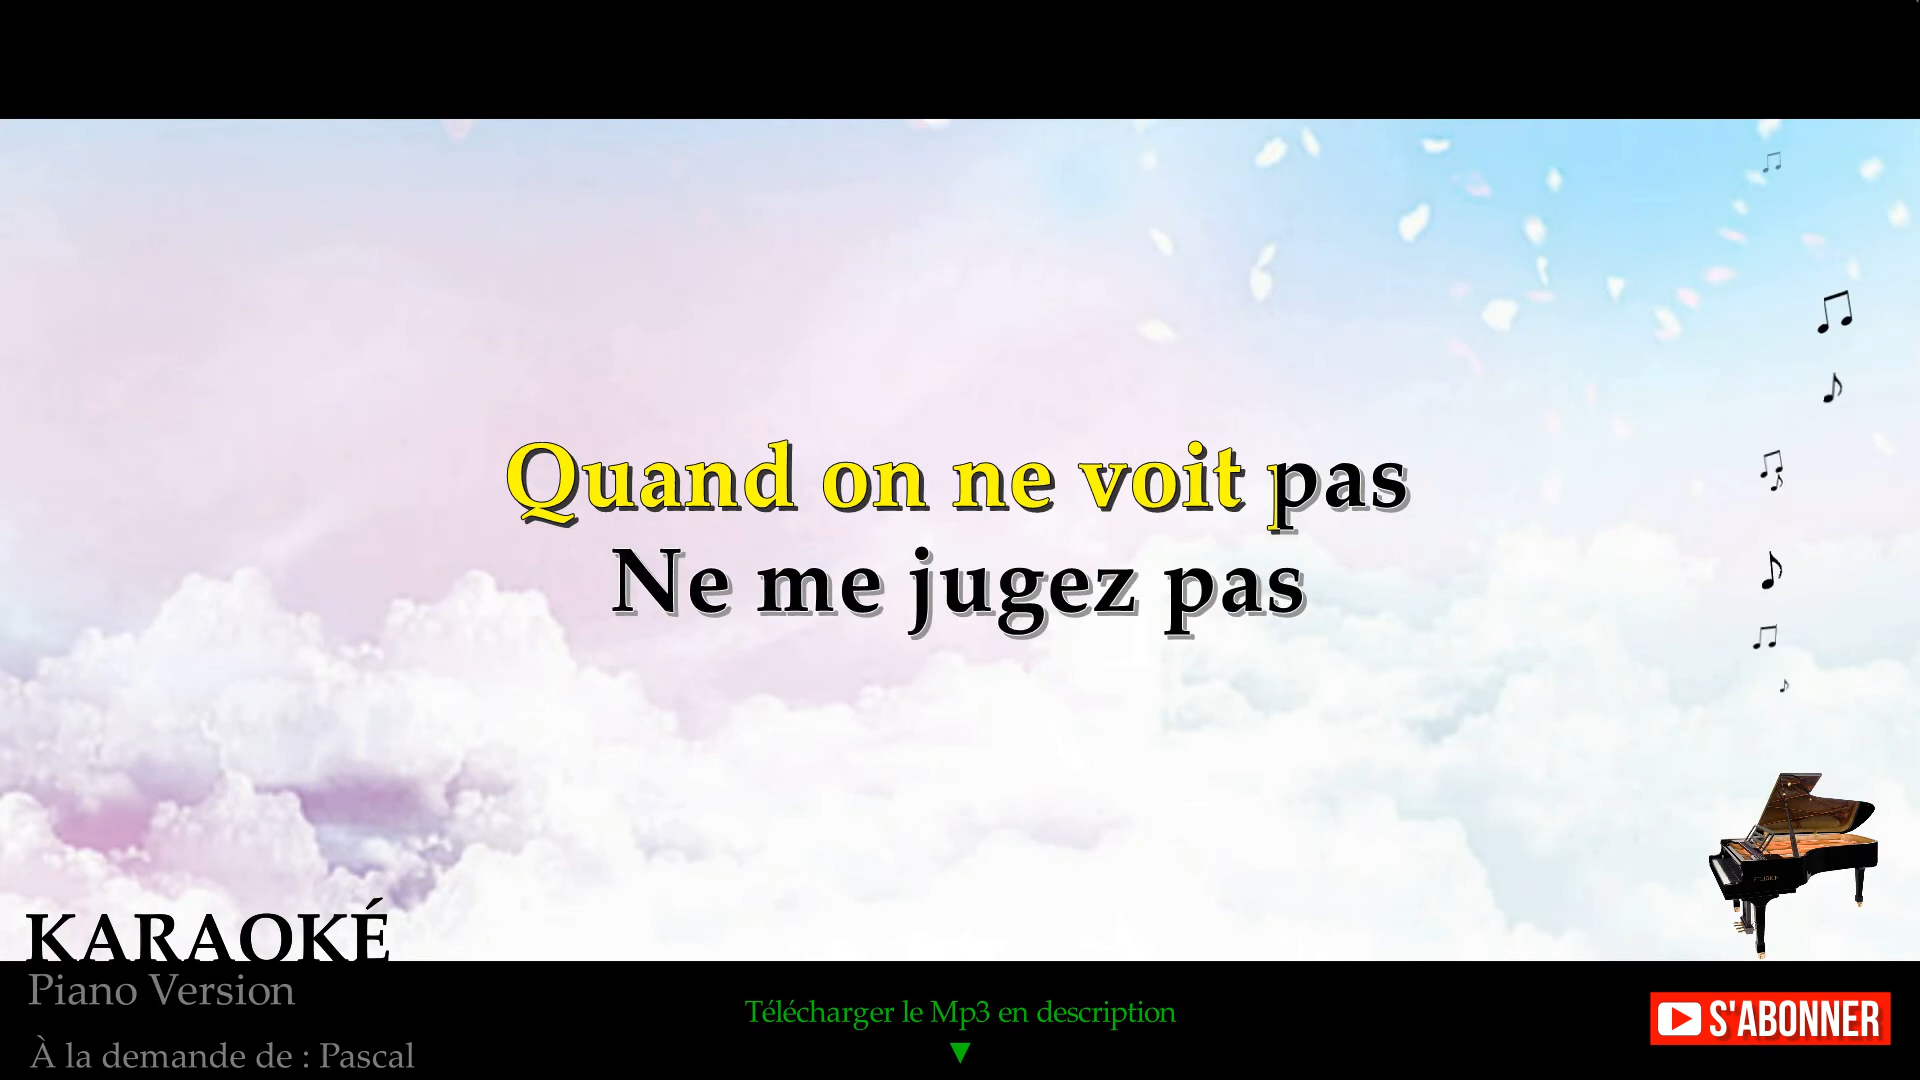 Quand on ne voit pas
Ne me jugez pas
KARAOKÉ
Piano Version
À la demande de : Pascal
Télécharger le Mp3 en description
S'ABONNER